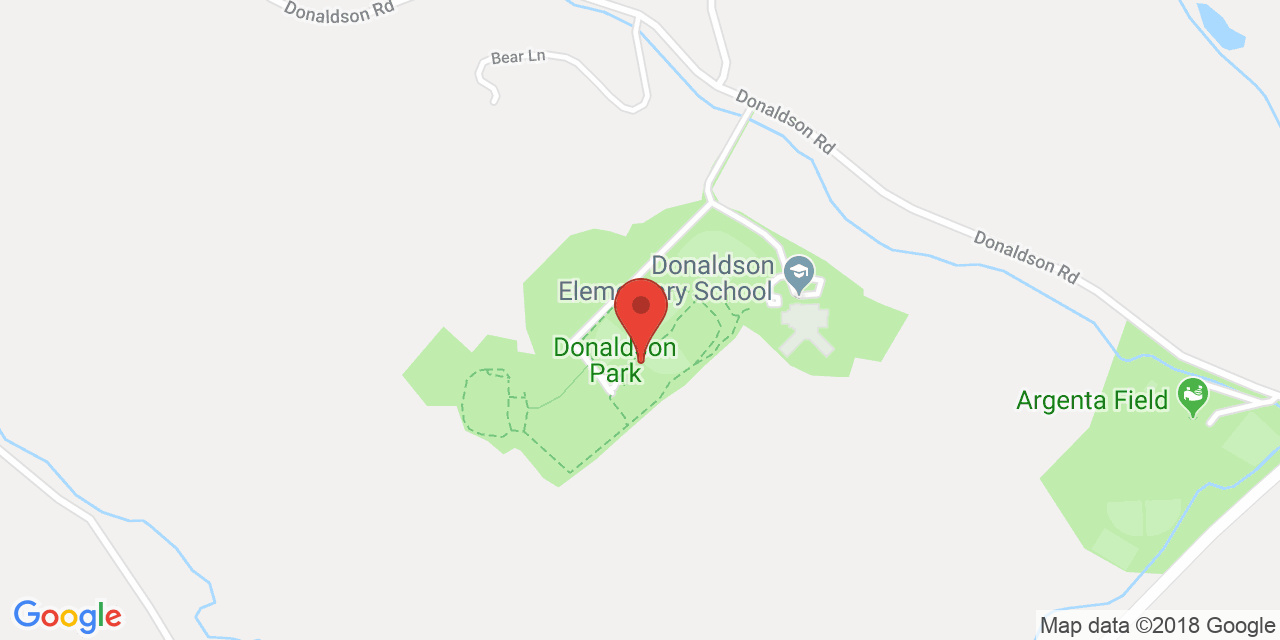 Donaldson Rd
Bear Ln
Donaldson Rd
Donaldson Rd
Donaldson
Elementary School
Donaldson
Park
Argenta Field
Google
Map data ©2018 Google